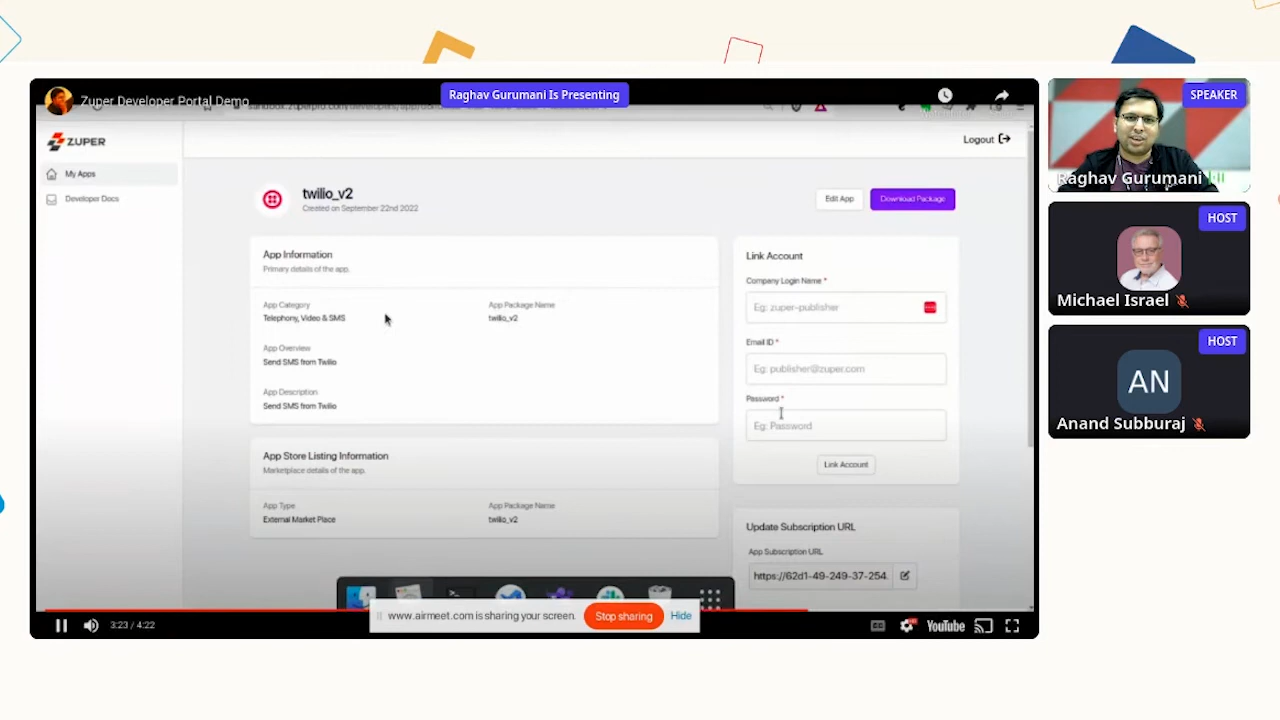 Zuper Developer Portal Demo
Raghav Gurumani Is Presenting
ZUPER
Logout
My Apps
Developer Docs
twilio_v2
Created on September 22nd 2022
Edit App
Download Package
App Information
Primary details of the app.
App Category
App Package Name
Telephony, Video & SMS
twilio_v2
App Overview
Send SMS from Twilio
App Description
Send SMS from Twilio
App Store Listing Information
Marketplace details of the app.
App Type
App Package Name
External Market Place
twilio_v2
Link Account
Company Login Name *
Eg: zuper-publisher
Email ID *
Eg: publisher@zuper.com
Password *
Eg: Password
Link Account
Update Subscription URL
App Subscription URL
https://62d1-49-249-37-254.
www.airmeet.com is sharing your screen.
Stop sharing
Hide
3:23 / 4:22
CC
YouTube
SPEAKER
Raghav Gurumani
HOST
Michael Israel
HOST
AN
Anand Subburaj